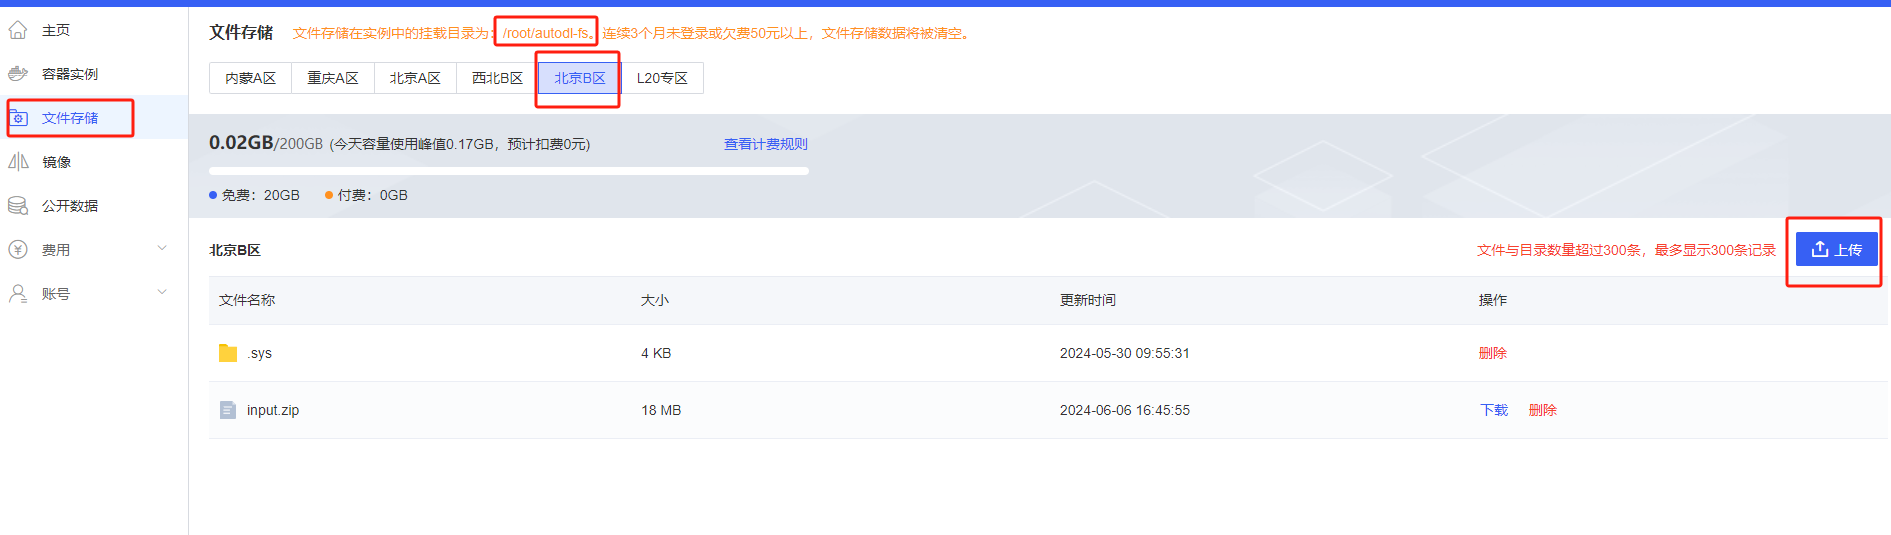 主页
容器实例
文件存储
镜像
公开数据
费用
账号
文件存储 文件存储在实例中的挂载目录为：/root/autodl-fs。连续3个月未登录或欠费50元以上，文件存储数据将被清空。
内蒙A区 重庆A区 北京A区 西北B区 北京B区 L20专区
0.02GB/200GB (今天容量使用峰值0.17GB，预计扣费0元) 查看计费规则
免费：20GB 付费：0GB
北京B区 文件与目录数量超过300条，最多显示300条记录 上传
文件名称 大小 更新时间 操作
.sys 4 KB 2024-05-30 09:55:31 删除
input.zip 18 MB 2024-06-06 16:45:55 下载 删除